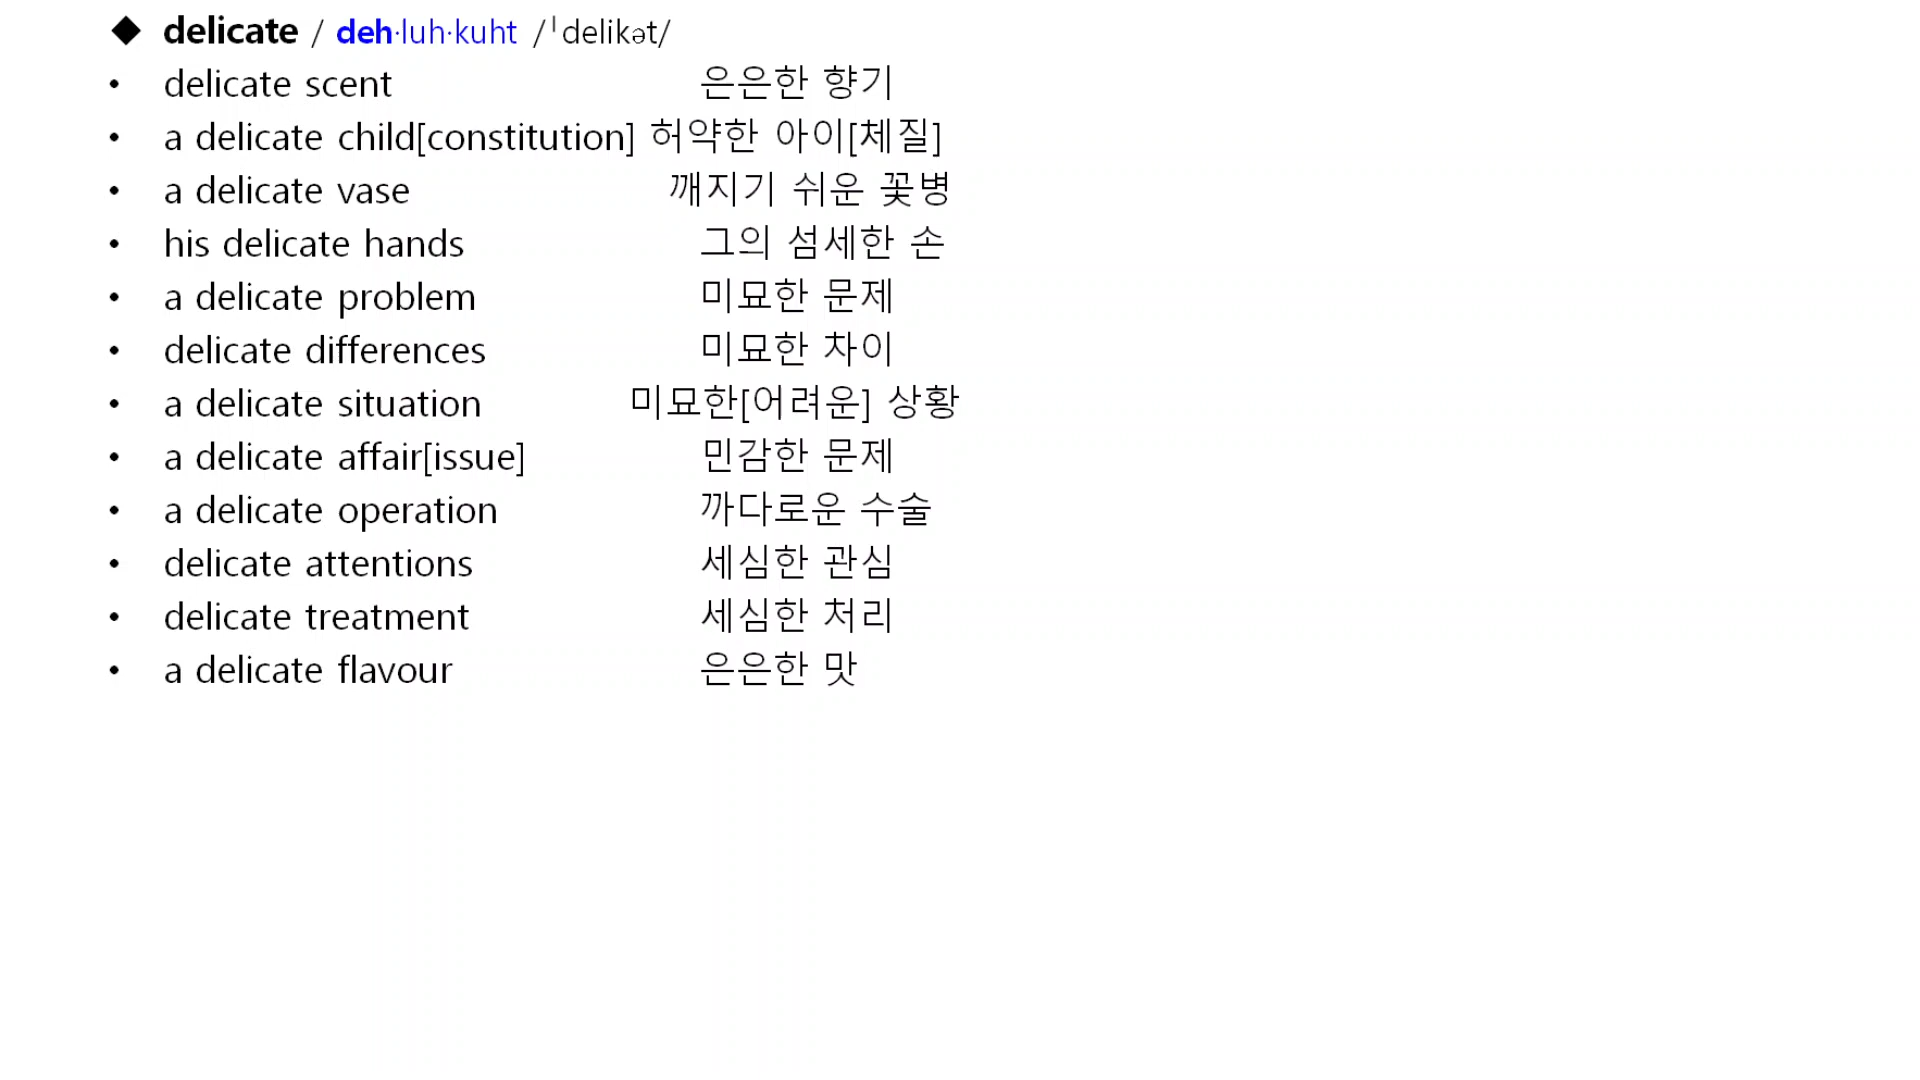 ◆ delicate / deh·luh·kuht /ˈdelikət/
• delicate scent 은은한 향기
• a delicate child[constitution] 허약한 아이[체질]
• a delicate vase 깨지기 쉬운 꽃병
• his delicate hands 그의 섬세한 손
• a delicate problem 미묘한 문제
• delicate differences 미묘한 차이
• a delicate situation 미묘한[어려운] 상황
• a delicate affair[issue] 민감한 문제
• a delicate operation 까다로운 수술
• delicate attentions 세심한 관심
• delicate treatment 세심한 처리
• a delicate flavour 은은한 맛